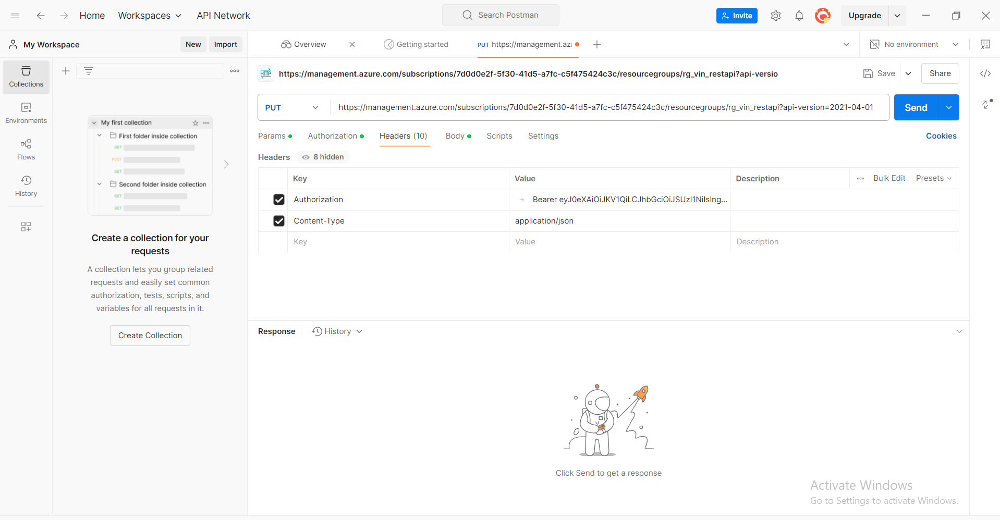 Home Workspaces API Network Search Postman Invite Upgrade
My Workspace New Import Overview Getting started PUT https://management.az No environment
Collections
Environments
Flows
History
My first collection
First folder inside collection
GET
POST
GET
Second folder inside collection
GET
GET
Create a collection for your
requests
A collection lets you group related
requests and easily set common
authorization, tests, scripts, and
variables for all requests in it.
Create Collection
HTTP https://management.azure.com/subscriptions/7d0d0e2f-5f30-41d5-a7fc-c5f475424c3c/resourcegroups/rg_vin_restapi?api-versio Save Share
PUT https://management.azure.com/subscriptions/7d0d0e2f-5f30-41d5-a7fc-c5f475424c3c/resourcegroups/rg_vin_restapi?api-version=2021-04-01 Send
Params Authorization Headers (10) Body Scripts Settings Cookies
Headers 8 hidden
Key Value Description Bulk Edit Presets
Authorization Bearer eyJ0eXAiOiJKV1QiLCJhbGciOiJSUzI1NiIsIng...
Content-Type application/json
Key Value Description
Response History
Click Send to get a response
Activate Windows
Go to Settings to activate Windows.